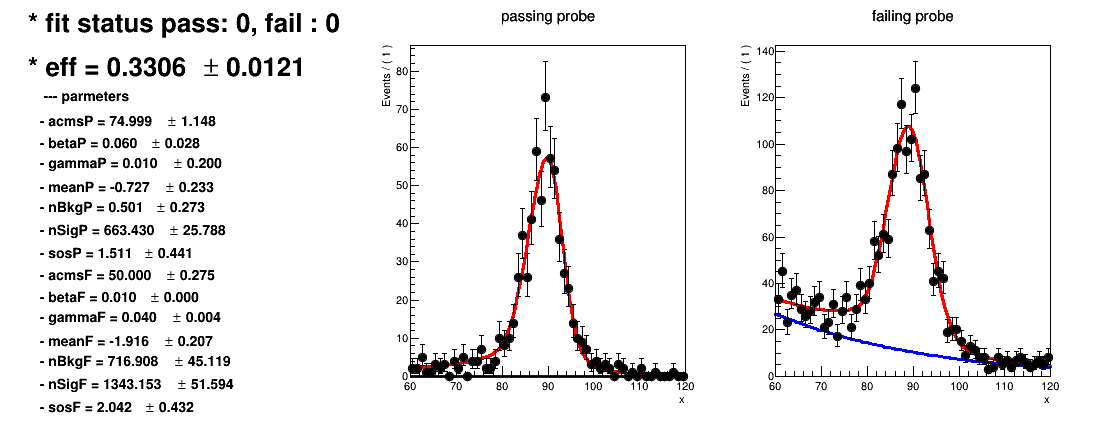 * fit status pass: 0, fail : 0
* eff = 0.3306 ± 0.0121
--- parmeters
- acmsP = 74.999 ± 1.148
- betaP = 0.060 ± 0.028
- gammaP = 0.010 ± 0.200
- meanP = -0.727 ± 0.233
- nBkgP = 0.501 ± 0.273
- nSigP = 663.430 ± 25.788
- sosP = 1.511 ± 0.441
- acmsF = 50.000 ± 0.275
- betaF = 0.010 ± 0.000
- gammaF = 0.040 ± 0.004
- meanF = -1.916 ± 0.207
- nBkgF = 716.908 ± 45.119
- nSigF = 1343.153 ± 51.594
- sosF = 2.042 ± 0.432
passing probe
Events / ( 1 )
80
70
60
50
40
30
20
10
0
60 70 80 90 100 110 120
x
failing probe
Events / ( 1 )
140
120
100
80
60
40
20
0
60 70 80 90 100 110 120
x